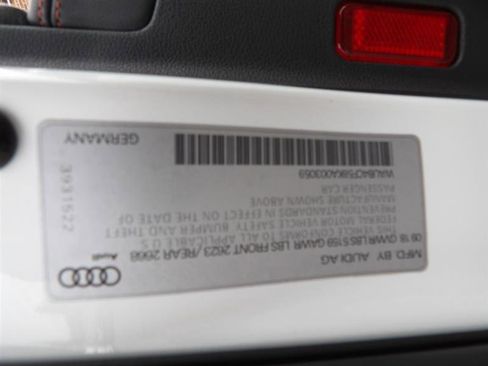 Audi
MFD. BY AUDI AG
09 18 GVWR LBS 5159 GAWR LBS FRONT 2623 /REAR 2668
THIS CONFORMS TO ALL APPLICABLE U S
FEDERAL MOTOR VEHICLE SAFETY, BUMPER AND THEFT
PREVENTION STANDARDS IN EFFECT ON THE DATE OF
MANUFACTURE SHOWN ABOVE
PASSENGER CAR
GERMANY
3931522